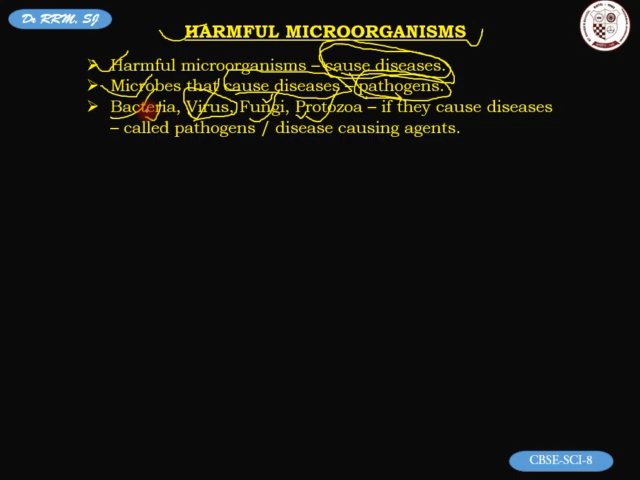 Dr RRM, SJ
HARMFUL MICROORGANISMS
➢ Harmful microorganisms – cause diseases.
➢ Microbes that cause diseases – pathogens.
➢ Bacteria, Virus, Fungi, Protozoa – if they cause diseases
– called pathogens / disease causing agents.
CBSE-SCI-8